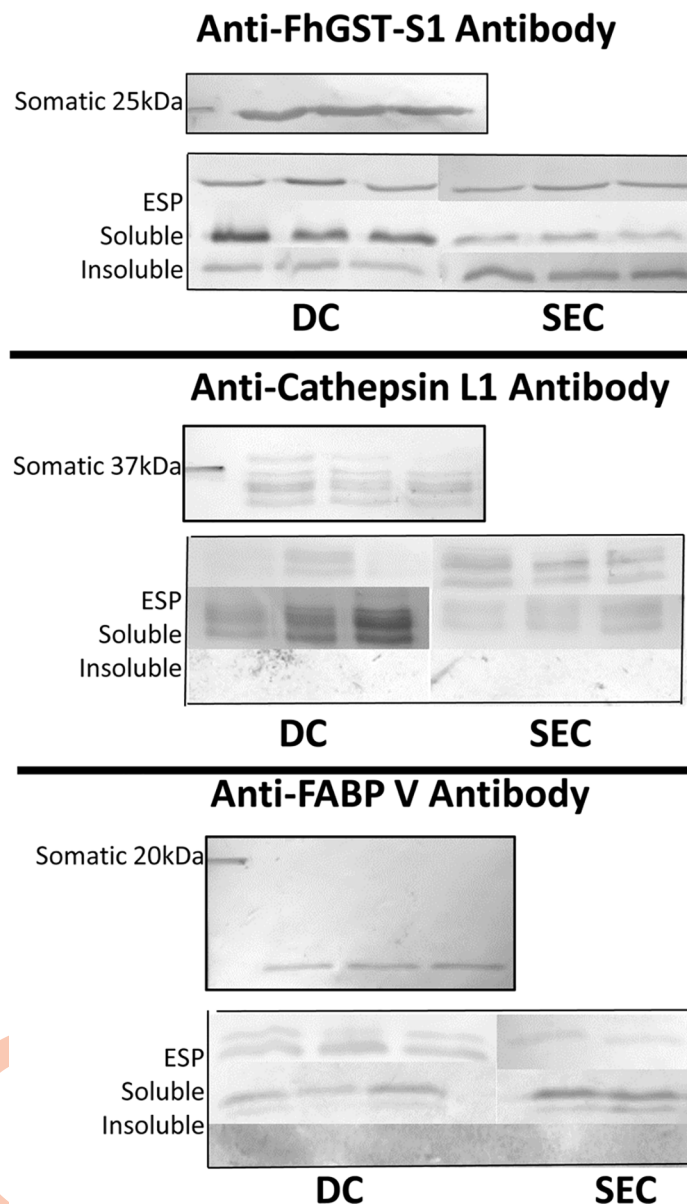 Anti-FhGST-S1 Antibody
Somatic 25kDa
ESP
Soluble
Insoluble
DC SEC
Anti-Cathepsin L1 Antibody
Somatic 37kDa
ESP
Soluble
Insoluble
DC SEC
Anti-FABP V Antibody
Somatic 20kDa
ESP
Soluble
Insoluble
DC SEC